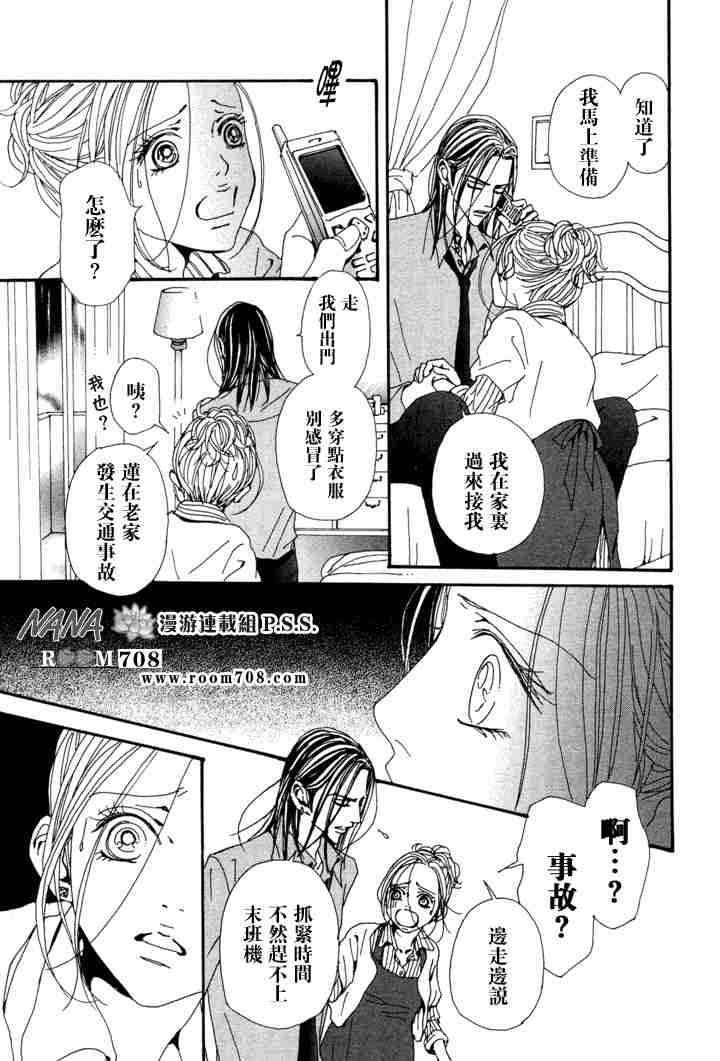 知道了
我馬上準備
我在家裏
過來接我
嗶
怎麼了？
走
我們出門
多穿點衣服
別感冒了
咦？
我也？
蓮在老家
發生交通事故
NANA 漫游連載組 P.S.S.
ROOM708
www.room708.com
啊…？
事故？
邊走邊説
抓緊時間
不然趕不上
末班機